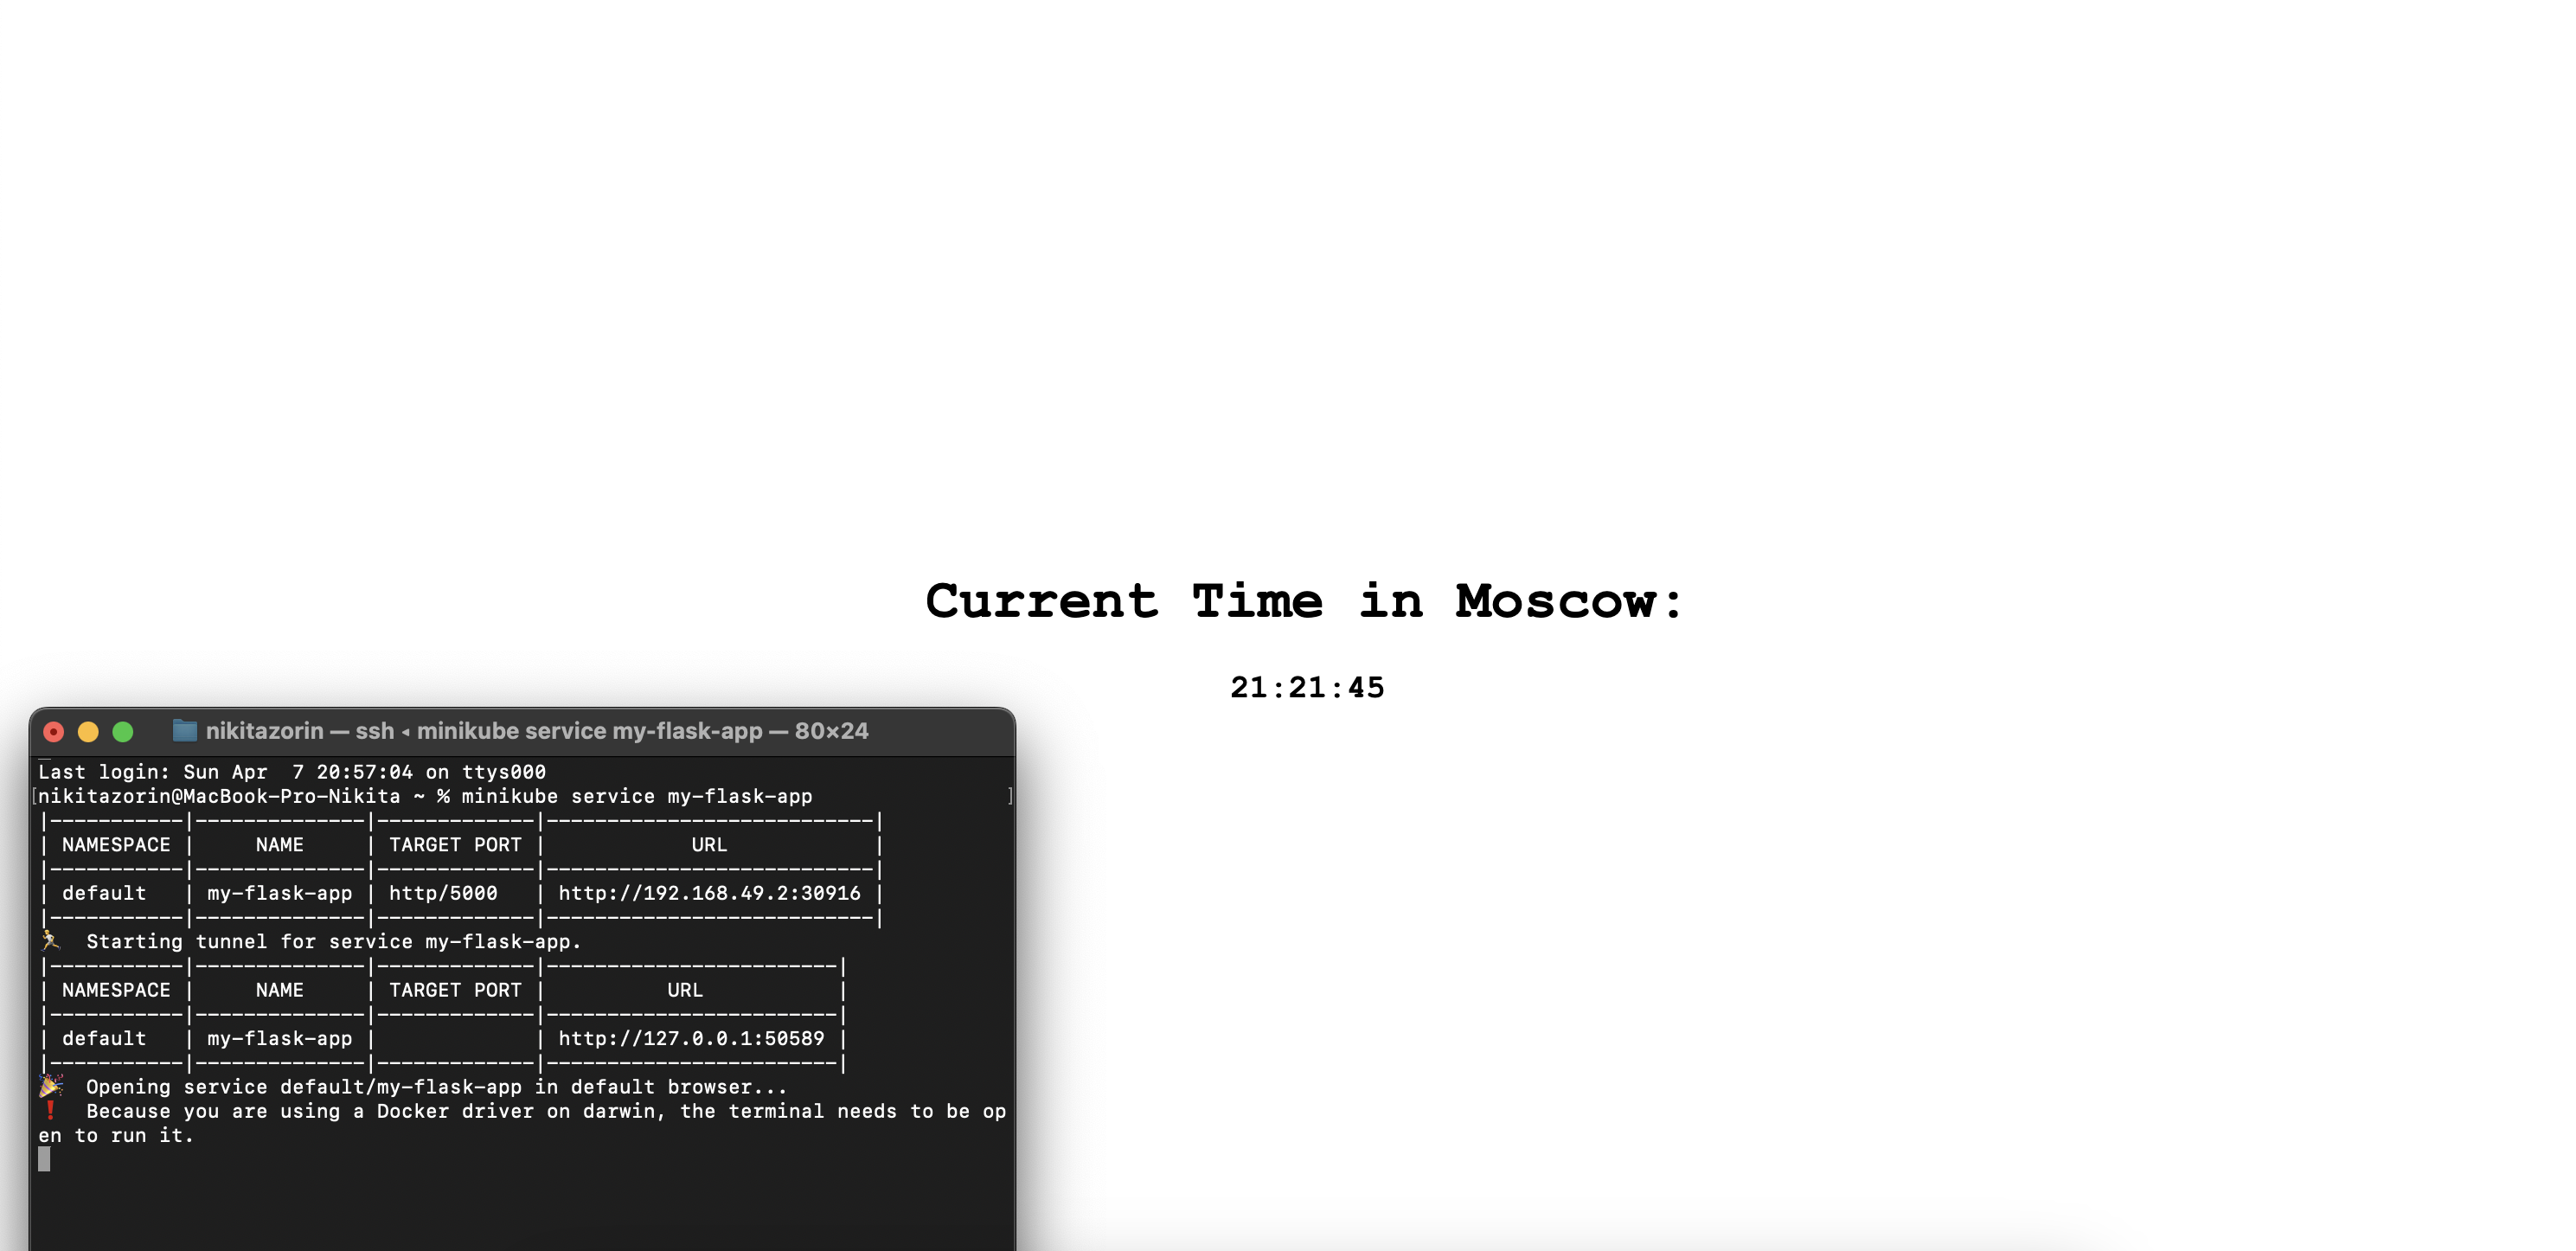 Current Time in Moscow:
21:21:45
nikitazorin — ssh ◂ minikube service my-flask-app — 80×24
Last login: Sun Apr  7 20:57:04 on ttys000
[nikitazorin@MacBook-Pro-Nikita ~ % minikube service my-flask-app ]
|-----------|--------------|-------------|---------------------------|
| NAMESPACE |     NAME     | TARGET PORT |            URL            |
|-----------|--------------|-------------|---------------------------|
| default   | my-flask-app | http/5000   | http://192.168.49.2:30916 |
|-----------|--------------|-------------|---------------------------|
🏃  Starting tunnel for service my-flask-app.
|-----------|--------------|-------------|------------------------|
| NAMESPACE |     NAME     | TARGET PORT |          URL           |
|-----------|--------------|-------------|------------------------|
| default   | my-flask-app |             | http://127.0.0.1:50589 |
|-----------|--------------|-------------|------------------------|
🎉  Opening service default/my-flask-app in default browser...
❗  Because you are using a Docker driver on darwin, the terminal needs to be op
en to run it.